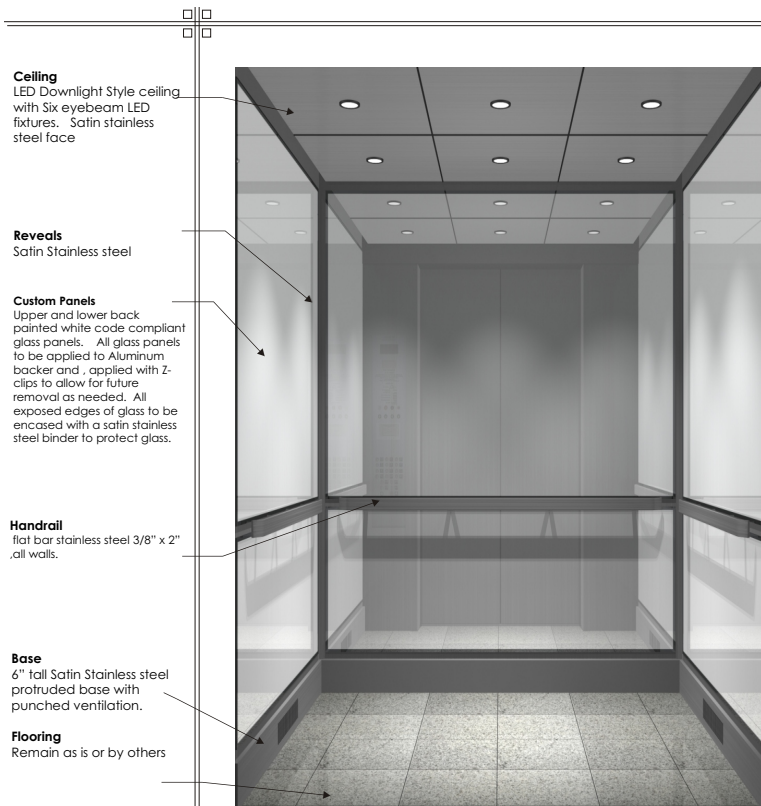 Ceiling
LED Downlight Style ceiling
with Six eyebeam LED
fixtures. Satin stainless
steel face
Reveals
Satin Stainless steel
Custom Panels
Upper and lower back
painted white code compliant
glass panels. All glass panels
to be applied to Aluminum
backer and , applied with Z-
clips to allow for future
removal as needed. All
exposed edges of glass to be
encased with a satin stainless
steel binder to protect glass.
Handrail
flat bar stainless steel 3/8" x 2"
,all walls.
Base
6" tall Satin Stainless steel
protruded base with
punched ventilation.
Flooring
Remain as is or by others